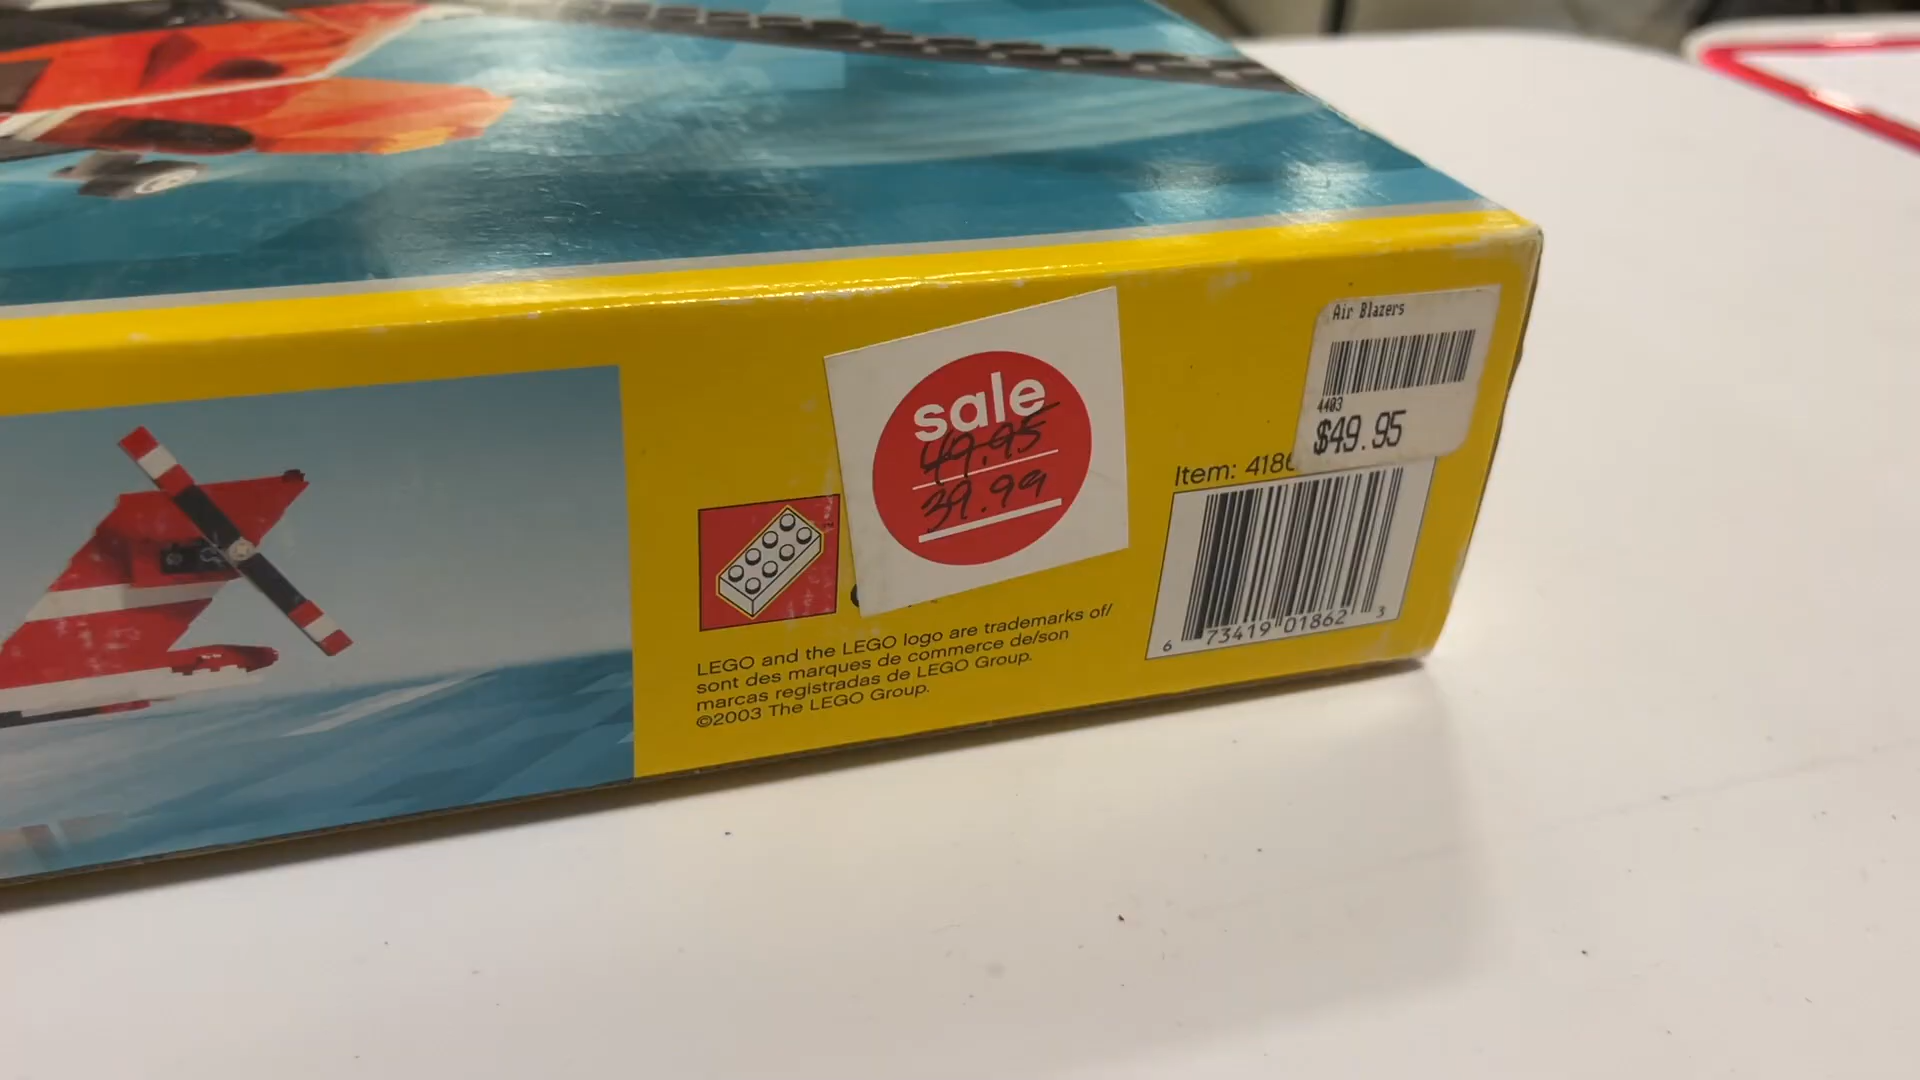 sale
49.95
39.99
Air Blazers
4403
$49.95
Item: 4186
6 73419 01862 3
LEGO and the LEGO logo are trademarks of/
sont des marques de commerce de/son
marcas registradas de LEGO Group.
©2003 The LEGO Group.